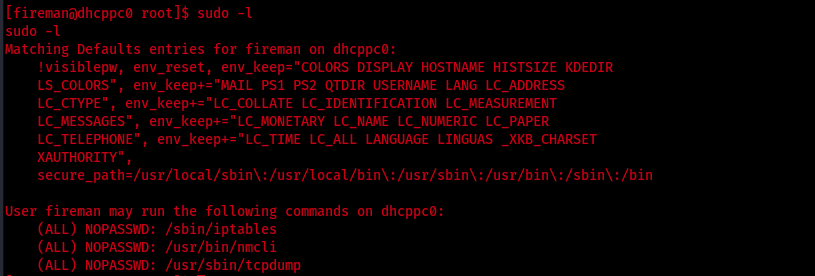 [fireman@dhcppc0 root]$ sudo -l
sudo -l
Matching Defaults entries for fireman on dhcppc0:
    !visiblepw, env_reset, env_keep="COLORS DISPLAY HOSTNAME HISTSIZE KDEDIR
    LS_COLORS", env_keep+="MAIL PS1 PS2 QTDIR USERNAME LANG LC_ADDRESS
    LC_CTYPE", env_keep+="LC_COLLATE LC_IDENTIFICATION LC_MEASUREMENT
    LC_MESSAGES", env_keep+="LC_MONETARY LC_NAME LC_NUMERIC LC_PAPER
    LC_TELEPHONE", env_keep+="LC_TIME LC_ALL LANGUAGE LINGUAS _XKB_CHARSET
    XAUTHORITY",
    secure_path=/usr/local/sbin\:/usr/local/bin\:/usr/sbin\:/usr/bin\:/sbin\:/bin

User fireman may run the following commands on dhcppc0:
    (ALL) NOPASSWD: /sbin/iptables
    (ALL) NOPASSWD: /usr/bin/nmcli
    (ALL) NOPASSWD: /usr/sbin/tcpdump